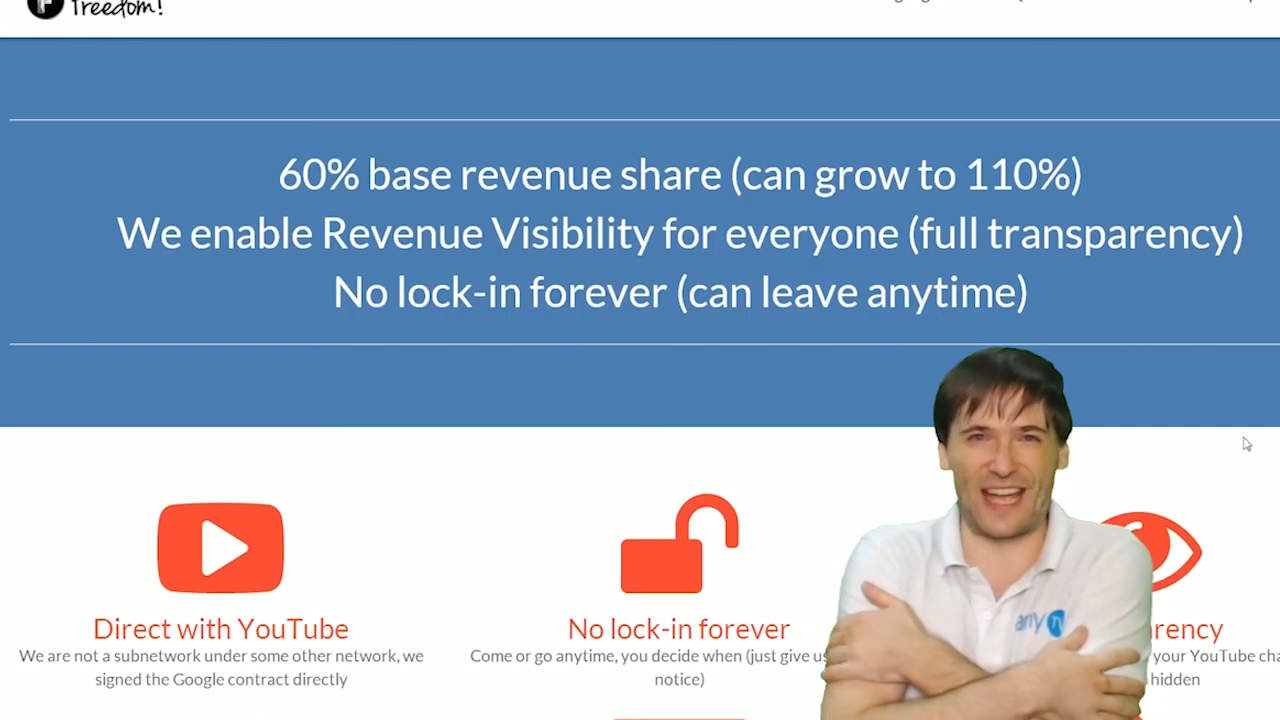 freedom!
60% base revenue share (can grow to 110%)
We enable Revenue Visibility for everyone (full transparency)
No lock-in forever (can leave anytime)
Direct with YouTube
We are not a subnetwork under some other network, we
signed the Google contract directly
No lock-in forever
Come or go anytime, you decide when (just give us
notice)
rency
your YouTube cha
hidden
any TV